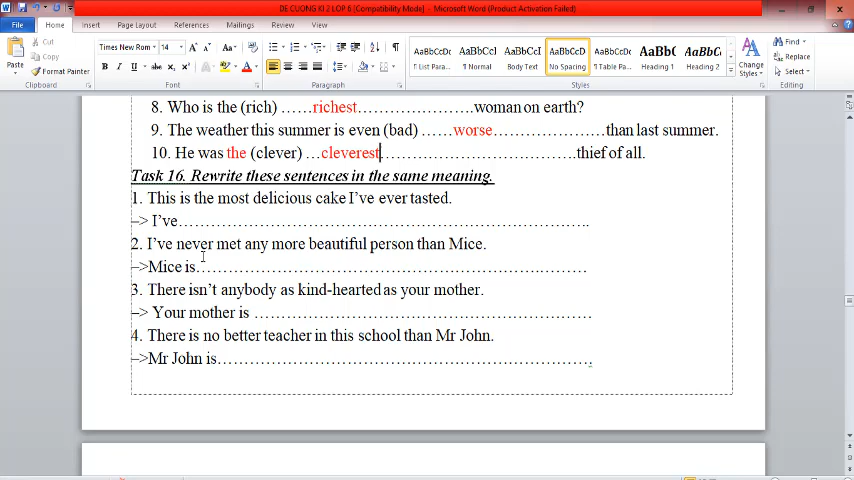 DE CUONG KI 2 LOP 6 [Compatibility Mode] - Microsoft Word (Product Activation Failed)
File Home Insert Page Layout References Mailings Review View
Cut
Copy
Format Painter
Paste
Clipboard
Times New Rom 14
Font
Paragraph
AaBbCcDc AaBbCcI AaBbCcI AaBbCcD AaBbCcDc AaBbC AaBbCc
¶ List Para... ¶ Normal Body Text ¶ No Spacing ¶ Table Pa... Heading 1 Heading 2
Styles
Change Styles
Find
Replace
Select
Editing
8. Who is the (rich) ……richest………………….woman on earth?
9. The weather this summer is even (bad) ……worse…………………than last summer.
10. He was the (clever) …cleverest……………………………….thief of all.
Task 16. Rewrite these sentences in the same meaning.
1. This is the most delicious cake I’ve ever tasted.
–> I’ve…………………………………………………………………..
2. I’ve never met any more beautiful person than Mice.
–>Mice is………………………………………………………….………
3. There isn’t anybody as kind-hearted as your mother.
–> Your mother is ………………………………………………………
4. There is no better teacher in this school than Mr John.
–>Mr John is…………………………………………………………….